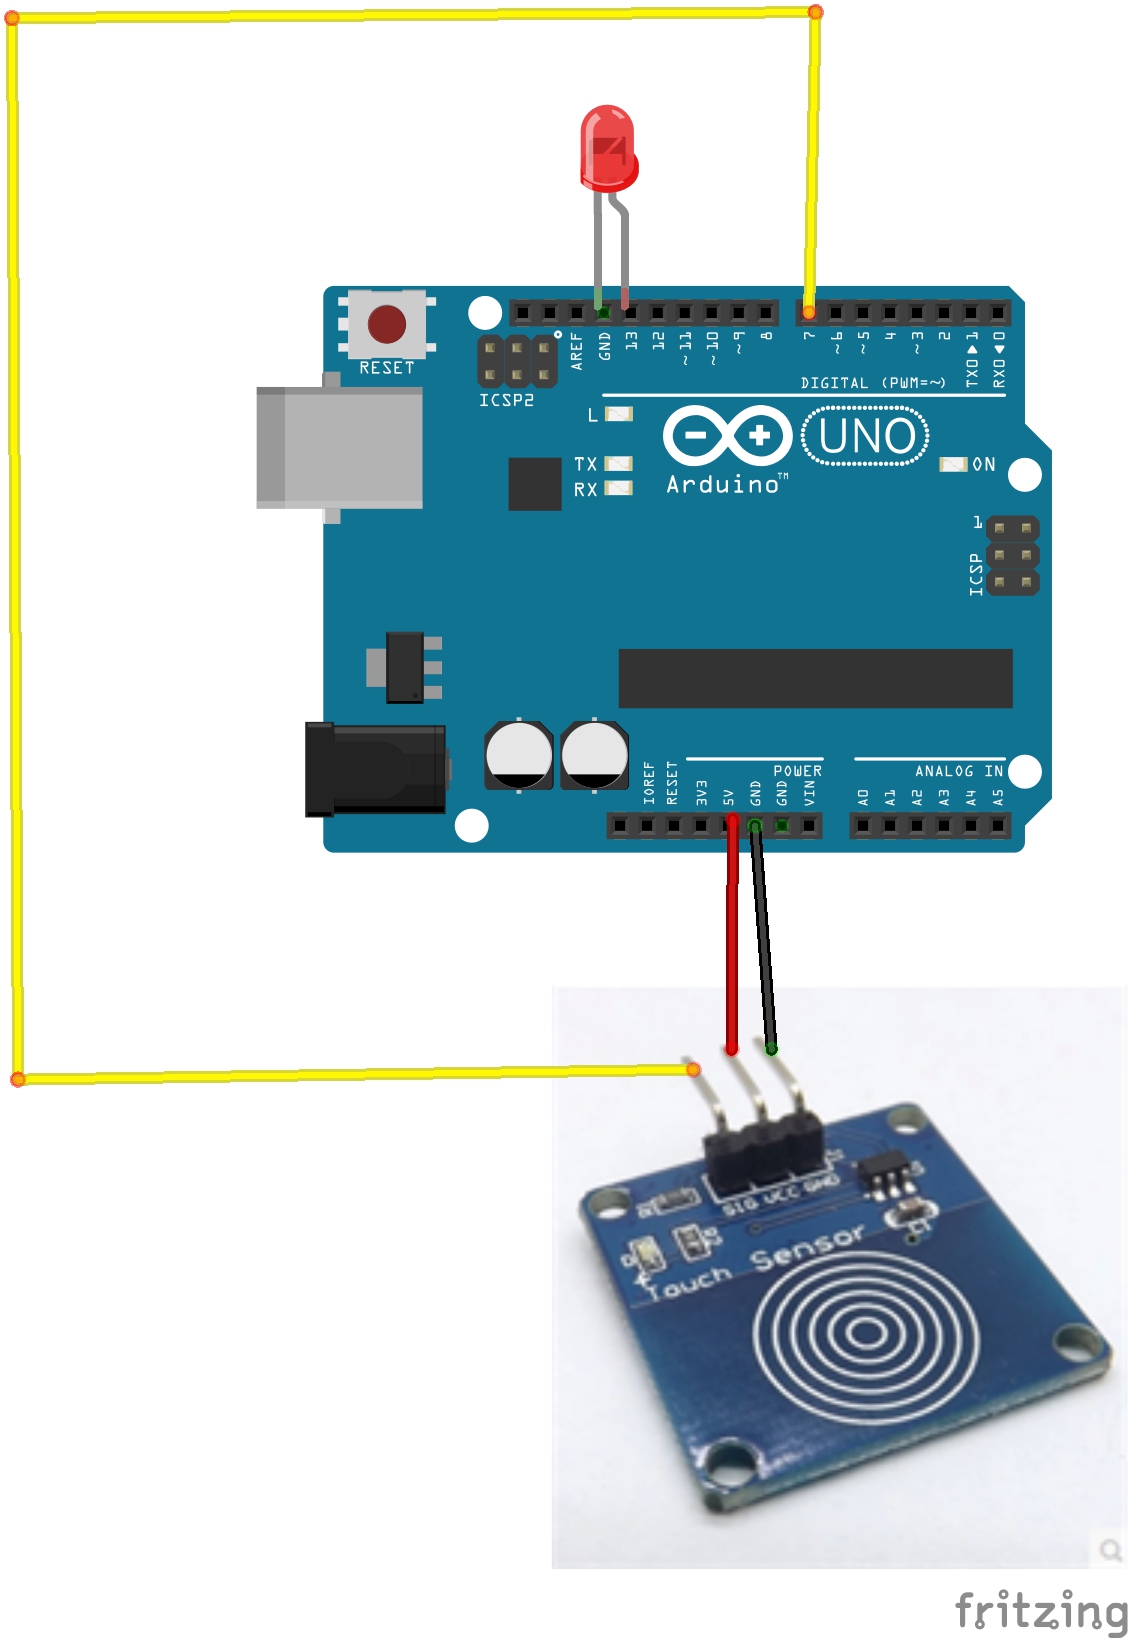 RESET
ICSP2
AREF
GND
13
12
~11
~10
~9
8
7
~6
~5
4
~3
2
TX0▶1
RX0◀0
DIGITAL (PWM=~)
L
TX
RX
Arduino™
UNO
ON
1
ICSP
IOREF
RESET
3V3
5V
GND
GND
VIN
POWER
ANALOG IN
A0
A1
A2
A3
A4
A5
SIG VCC GND
Touch Sensor
fritzing